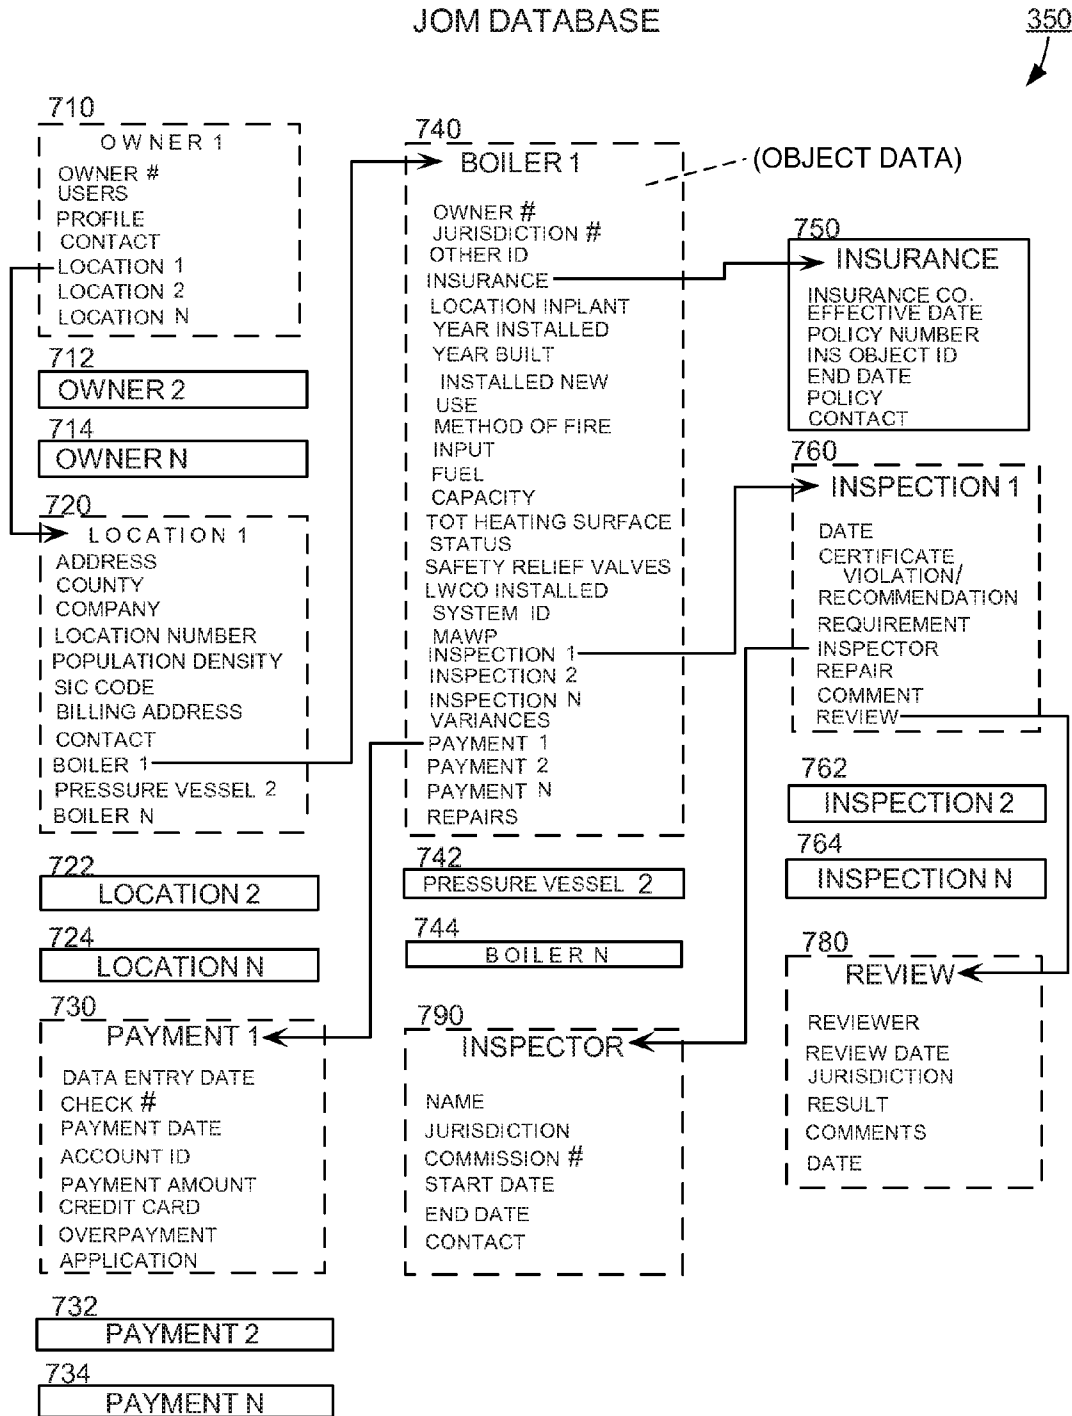 JOM DATABASE
350
710
OWNER 1
OWNER #
USERS
PROFILE
CONTACT
LOCATION 1
LOCATION 2
LOCATION N
712
OWNER 2
714
OWNER N
720
LOCATION 1
ADDRESS
COUNTY
COMPANY
LOCATION NUMBER
POPULATION DENSITY
SIC CODE
BILLING ADDRESS
CONTACT
BOILER 1
PRESSURE VESSEL 2
BOILER N
722
LOCATION 2
724
LOCATION N
730
PAYMENT 1
DATA ENTRY DATE
CHECK #
PAYMENT DATE
ACCOUNT ID
PAYMENT AMOUNT
CREDIT CARD
OVERPAYMENT
APPLICATION
732
PAYMENT 2
734
PAYMENT N
740
BOILER 1
(OBJECT DATA)
OWNER #
JURISDICTION #
OTHER ID
INSURANCE
LOCATION INPLANT
YEAR INSTALLED
YEAR BUILT
INSTALLED NEW
USE
METHOD OF FIRE
INPUT
FUEL
CAPACITY
TOT HEATING SURFACE
STATUS
SAFETY RELIEF VALVES
LWCO INSTALLED
SYSTEM ID
MAWP
INSPECTION 1
INSPECTION 2
INSPECTION N
VARIANCES
PAYMENT 1
PAYMENT 2
PAYMENT N
REPAIRS
742
PRESSURE VESSEL 2
744
BOILER N
790
INSPECTOR
NAME
JURISDICTION
COMMISSION #
START DATE
END DATE
CONTACT
750
INSURANCE
INSURANCE CO.
EFFECTIVE DATE
POLICY NUMBER
INS OBJECT ID
END DATE
POLICY
CONTACT
760
INSPECTION 1
DATE
CERTIFICATE
VIOLATION/
RECOMMENDATION
REQUIREMENT
INSPECTOR
REPAIR
COMMENT
REVIEW
762
INSPECTION 2
764
INSPECTION N
780
REVIEW
REVIEWER
REVIEW DATE
JURISDICTION
RESULT
COMMENTS
DATE